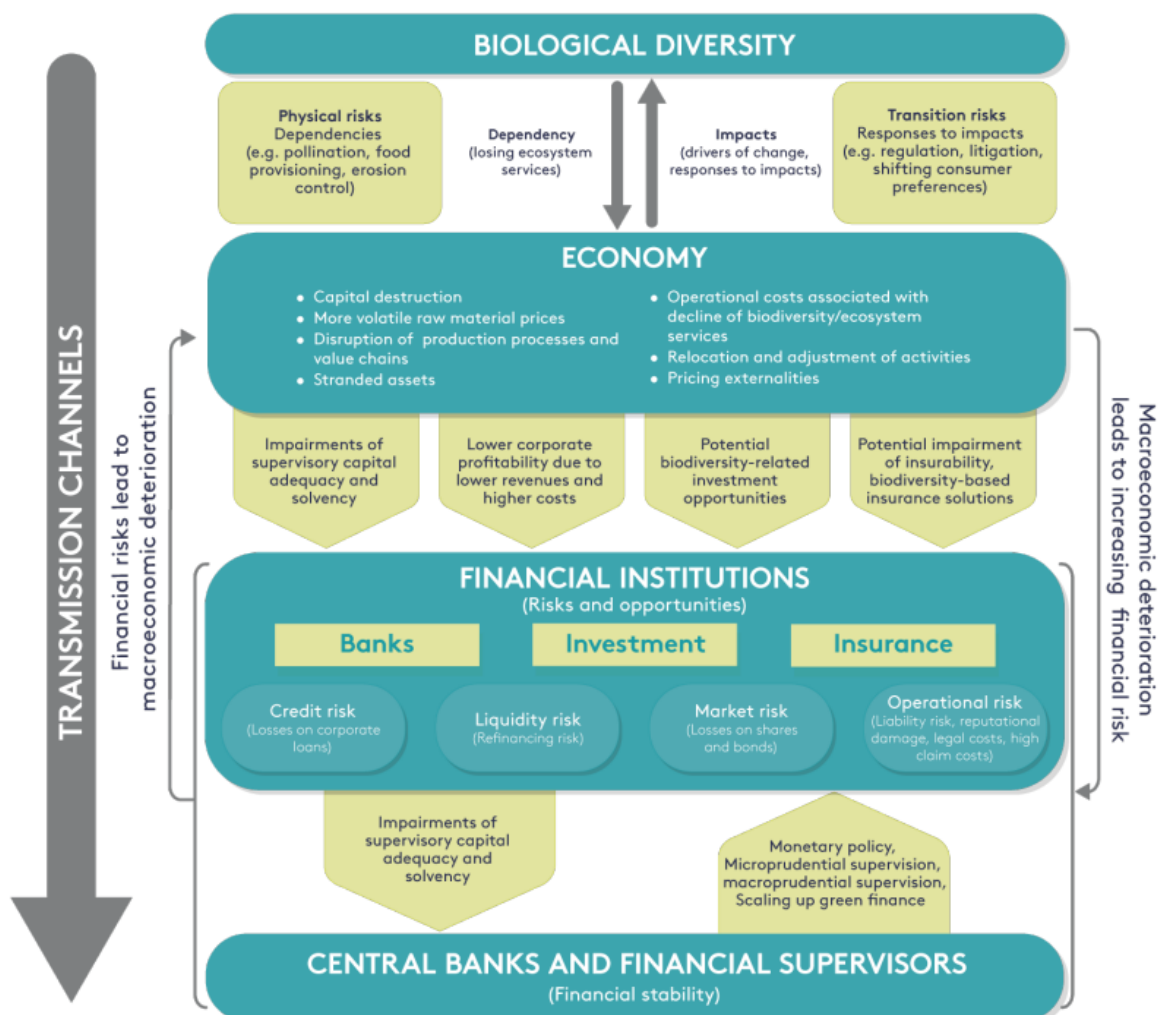 BIOLOGICAL DIVERSITY
Physical risks
Dependencies
(e.g. pollination, food
provisioning, erosion
control)
Dependency
(losing ecosystem
services)
Impacts
(drivers of change,
responses to impacts)
Transition risks
Responses to impacts
(e.g. regulation, litigation,
shifting consumer
preferences)
ECONOMY
• Capital destruction
• More volatile raw material prices
• Disruption of production processes and
value chains
• Stranded assets
• Operational costs associated with
decline of biodiversity/ecosystem
services
• Relocation and adjustment of activities
• Pricing externalities
TRANSMISSION CHANNELS
Financial risks lead to
macroeconomic deterioration
Macroeconomic deterioration
leads to increasing financial risk
Impairments of
supervisory capital
adequacy and
solvency
Lower corporate
profitability due to
lower revenues and
higher costs
Potential
biodiversity-related
investment
opportunities
Potential impairment
of insurability,
biodiversity-based
insurance solutions
FINANCIAL INSTITUTIONS
(Risks and opportunities)
Banks
Investment
Insurance
Credit risk
(Losses on corporate
loans)
Liquidity risk
(Refinancing risk)
Market risk
(Losses on shares
and bonds)
Operational risk
(Liability risk, reputational
damage, legal costs, high
claim costs)
Impairments of
supervisory capital
adequacy and
solvency
Monetary policy,
Microprudential supervision,
macroprudential supervision,
Scaling up green finance
CENTRAL BANKS AND FINANCIAL SUPERVISORS
(Financial stability)